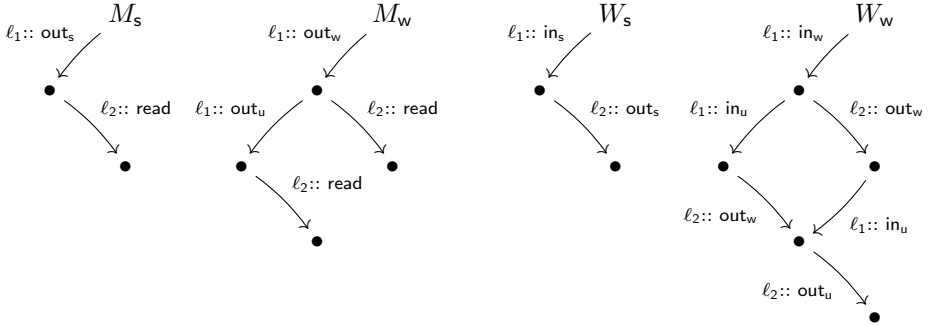 M_s M_w W_s W_w
ℓ₁:: out_s ℓ₁:: out_w ℓ₁:: in_s ℓ₁:: in_w
ℓ₂:: read ℓ₁:: out_u ℓ₂:: read ℓ₂:: out_s ℓ₁:: in_u ℓ₂:: out_w
ℓ₂:: read ℓ₂:: out_w ℓ₁:: in_u
ℓ₂:: out_u